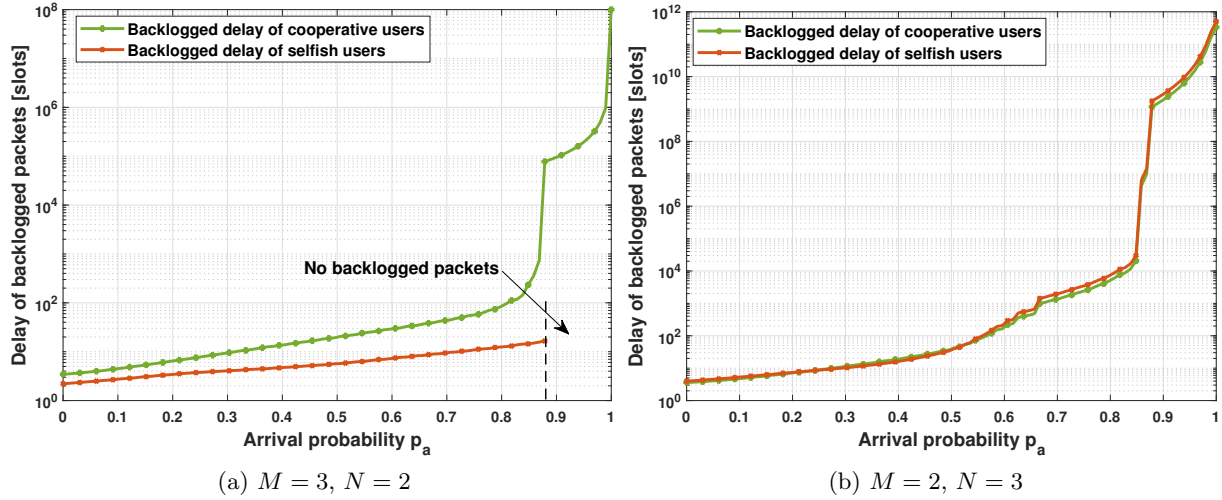 Delay of backlogged packets [slots]
10^8
10^6
10^4
10^2
10^0
Backlogged delay of cooperative users
Backlogged delay of selfish users
No backlogged packets
0 0.1 0.2 0.3 0.4 0.5 0.6 0.7 0.8 0.9 1
Arrival probability p_a
(a) M = 3, N = 2
Delay of backlogged packets [slots]
10^12
10^10
10^8
10^6
10^4
10^2
10^0
Backlogged delay of cooperative users
Backlogged delay of selfish users
0 0.1 0.2 0.3 0.4 0.5 0.6 0.7 0.8 0.9 1
Arrival probability p_a
(b) M = 2, N = 3